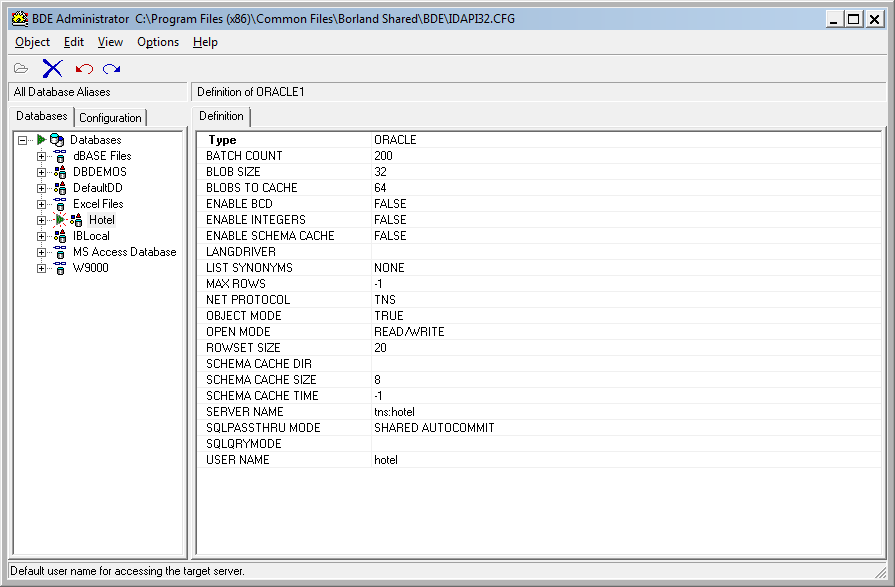 BDE Administrator C:\Program Files (x86)\Common Files\Borland Shared\BDE\IDAPI32.CFG
Object Edit View Options Help
All Database Aliases
Definition of ORACLE1
Databases Configuration
Definition
Databases
dBASE Files
DBDEMOS
DefaultDD
Excel Files
Hotel
IBLocal
MS Access Database
W9000
Type ORACLE
BATCH COUNT 200
BLOB SIZE 32
BLOBS TO CACHE 64
ENABLE BCD FALSE
ENABLE INTEGERS FALSE
ENABLE SCHEMA CACHE FALSE
LANGDRIVER
LIST SYNONYMS NONE
MAX ROWS -1
NET PROTOCOL TNS
OBJECT MODE TRUE
OPEN MODE READ/WRITE
ROWSET SIZE 20
SCHEMA CACHE DIR
SCHEMA CACHE SIZE 8
SCHEMA CACHE TIME -1
SERVER NAME tns:hotel
SQLPASSTHRU MODE SHARED AUTOCOMMIT
SQLQRYMODE
USER NAME hotel
Default user name for accessing the target server.